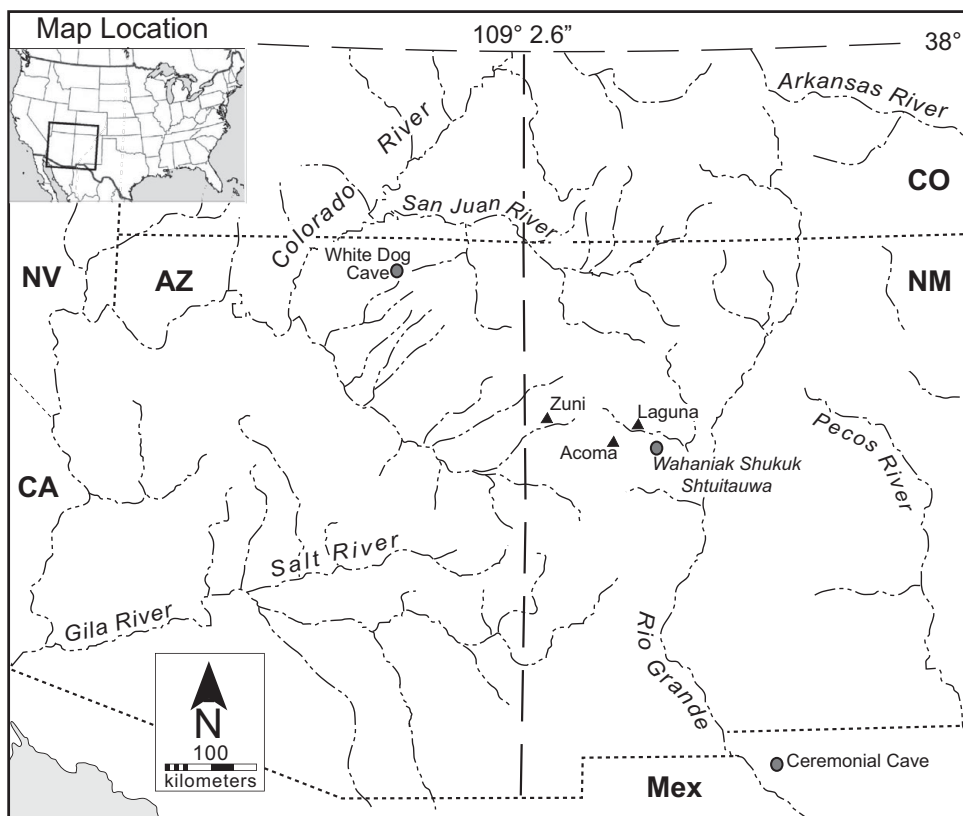 Map Location
109° 2.6”
38°
Arkansas River
River
CO
San Juan River
Colorado
White Dog
Cave
NV
AZ
NM
Zuni
Laguna
Acoma
Wahaniak Shukuk
Shtuitauwa
Pecos River
CA
Salt River
Gila River
Rio Grande
N
100
kilometers
Ceremonial Cave
Mex